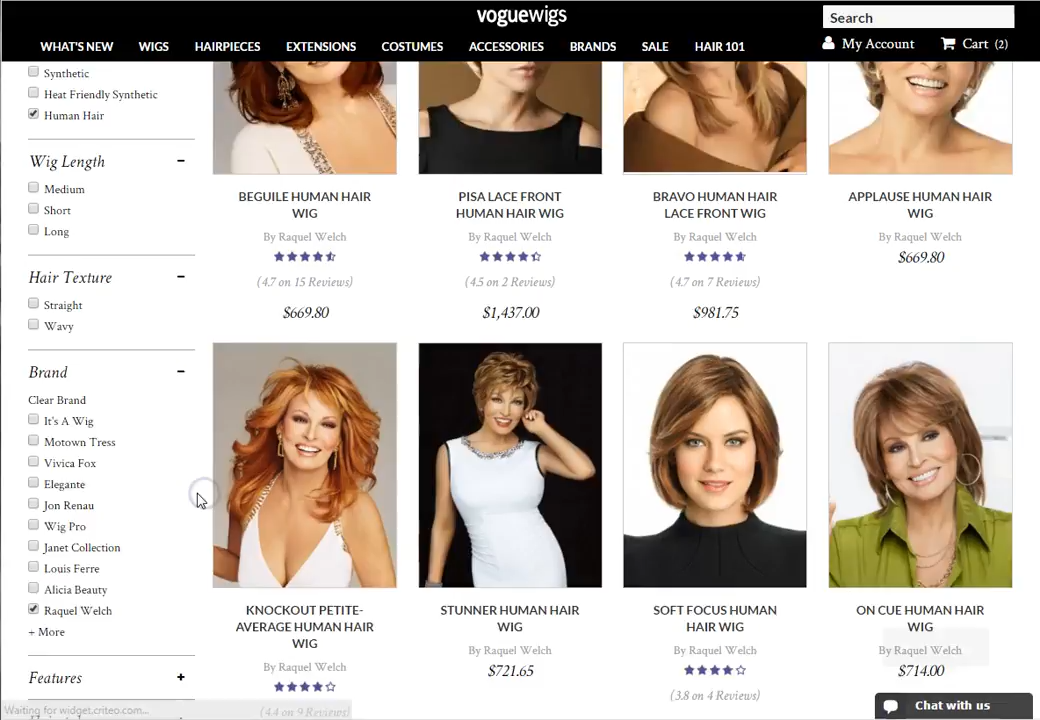 voguewigs
Search
WHAT'S NEW WIGS HAIRPIECES EXTENSIONS COSTUMES ACCESSORIES BRANDS SALE HAIR 101
My Account Cart (2)
Synthetic
Heat Friendly Synthetic
Human Hair
Wig Length
Medium
Short
Long
Hair Texture
Straight
Wavy
Brand
Clear Brand
It's A Wig
Motown Tress
Vivica Fox
Elegante
Jon Renau
Wig Pro
Janet Collection
Louis Ferre
Alicia Beauty
Raquel Welch
+ More
Features
BEGUILE HUMAN HAIR
WIG
By Raquel Welch
(4.7 on 15 Reviews)
$669.80
PISA LACE FRONT
HUMAN HAIR WIG
By Raquel Welch
(4.5 on 2 Reviews)
$1,437.00
BRAVO HUMAN HAIR
LACE FRONT WIG
By Raquel Welch
(4.7 on 7 Reviews)
$981.75
APPLAUSE HUMAN HAIR
WIG
By Raquel Welch
$669.80
KNOCKOUT PETITE-
AVERAGE HUMAN HAIR
WIG
By Raquel Welch
(4.4 on 9 Reviews)
STUNNER HUMAN HAIR
WIG
By Raquel Welch
$721.65
SOFT FOCUS HUMAN
HAIR WIG
By Raquel Welch
(3.8 on 4 Reviews)
ON CUE HUMAN HAIR
WIG
By Raquel Welch
$714.00
Waiting for widget.criteo.com...
Chat with us